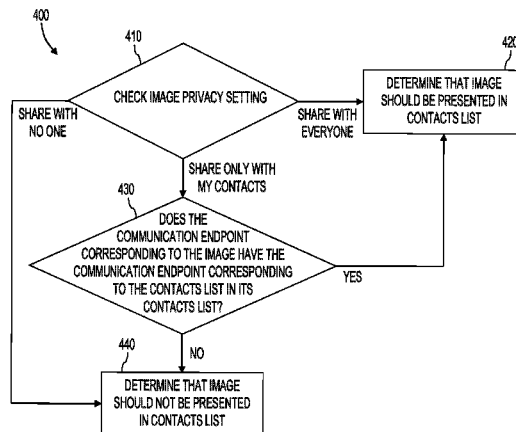 400
410
CHECK IMAGE PRIVACY SETTING
420
DETERMINE THAT IMAGE
SHOULD BE PRESENTED IN
CONTACTS LIST
SHARE WITH
NO ONE
SHARE WITH
EVERYONE
SHARE ONLY WITH
MY CONTACTS
430
DOES THE
COMMUNICATION ENDPOINT
CORRESPONDING TO THE IMAGE HAVE THE
COMMUNICATION ENDPOINT CORRESPONDING
TO THE CONTACTS LIST IN ITS
CONTACTS LIST?
YES
NO
440
DETERMINE THAT IMAGE
SHOULD NOT BE PRESENTED
IN CONTACTS LIST